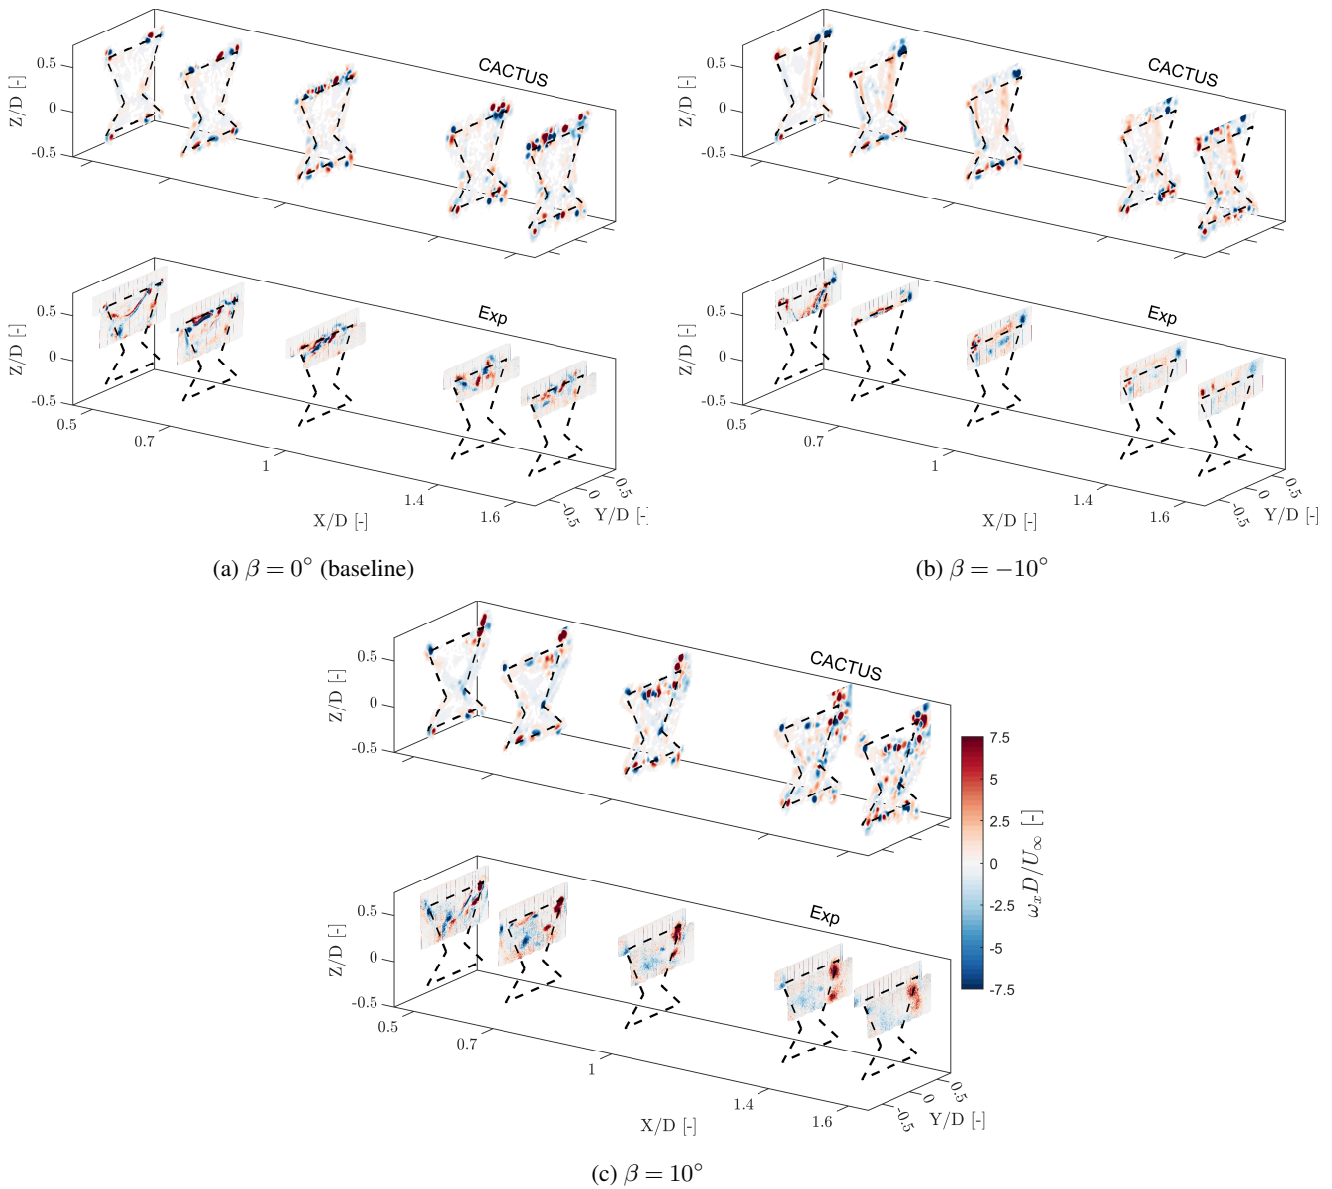 CACTUS
Z/D [-]
0.5
0
-0.5
Exp
Z/D [-]
0.5
0
-0.5
0.5
0.7
1
1.4
1.6
X/D [-]
-0.5
0
0.5
Y/D [-]
(a) β = 0° (baseline)
CACTUS
Z/D [-]
0.5
0
-0.5
Exp
Z/D [-]
0.5
0
-0.5
0.5
0.7
1
1.4
1.6
X/D [-]
-0.5
0
0.5
Y/D [-]
(b) β = −10°
CACTUS
Z/D [-]
0.5
0
-0.5
Exp
Z/D [-]
0.5
0
-0.5
0.5
0.7
1
1.4
1.6
X/D [-]
-0.5
0
0.5
Y/D [-]
7.5
5
2.5
0
-2.5
-5
-7.5
ωₓD/U∞ [-]
(c) β = 10°